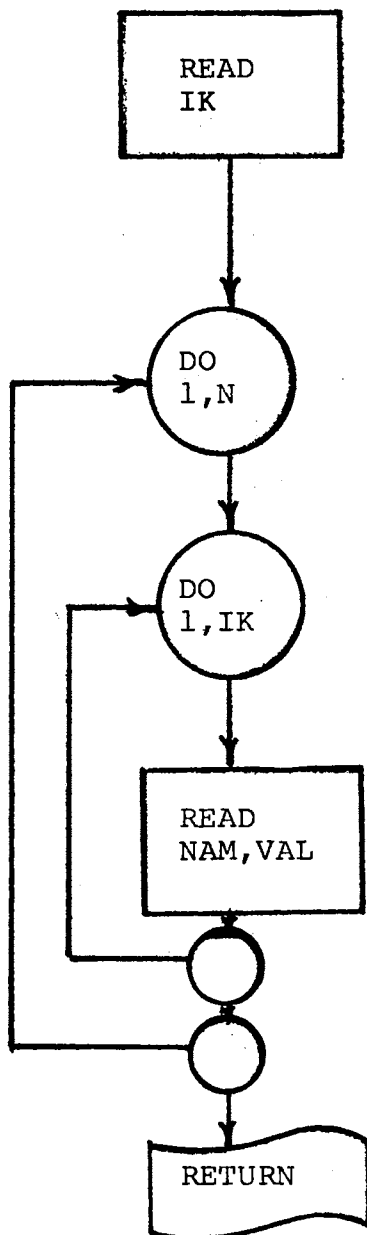 READ
IK
DO
1,N
DO
1,IK
READ
NAM,VAL
RETURN